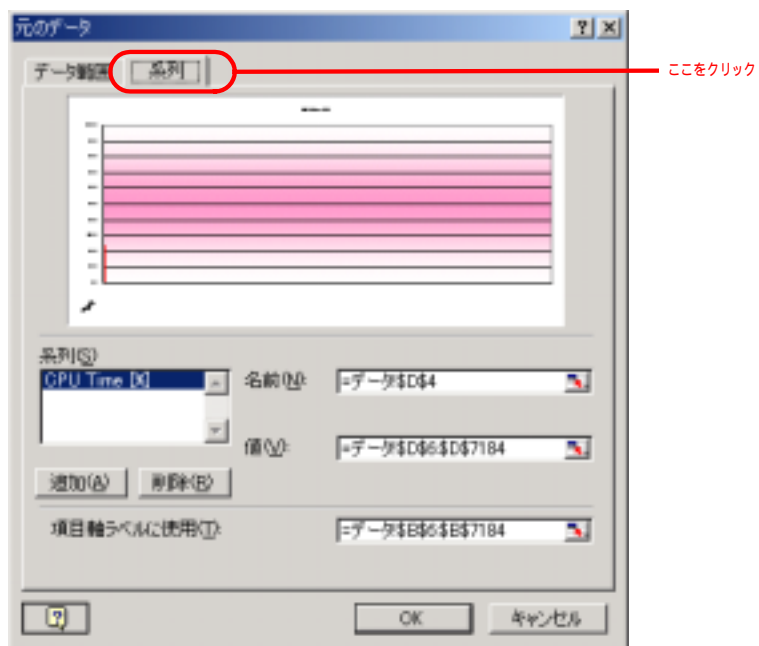 元のデータ
データ範囲
系列
ここをクリック
系列(S)
CPU Time [X]
名前(N):
=データ!$D$4
値(V):
=データ!$D$6:$D$7184
追加(A)
削除(R)
項目軸ラベルに使用(T):
=データ!$B$6:$B$7184
OK
キャンセル